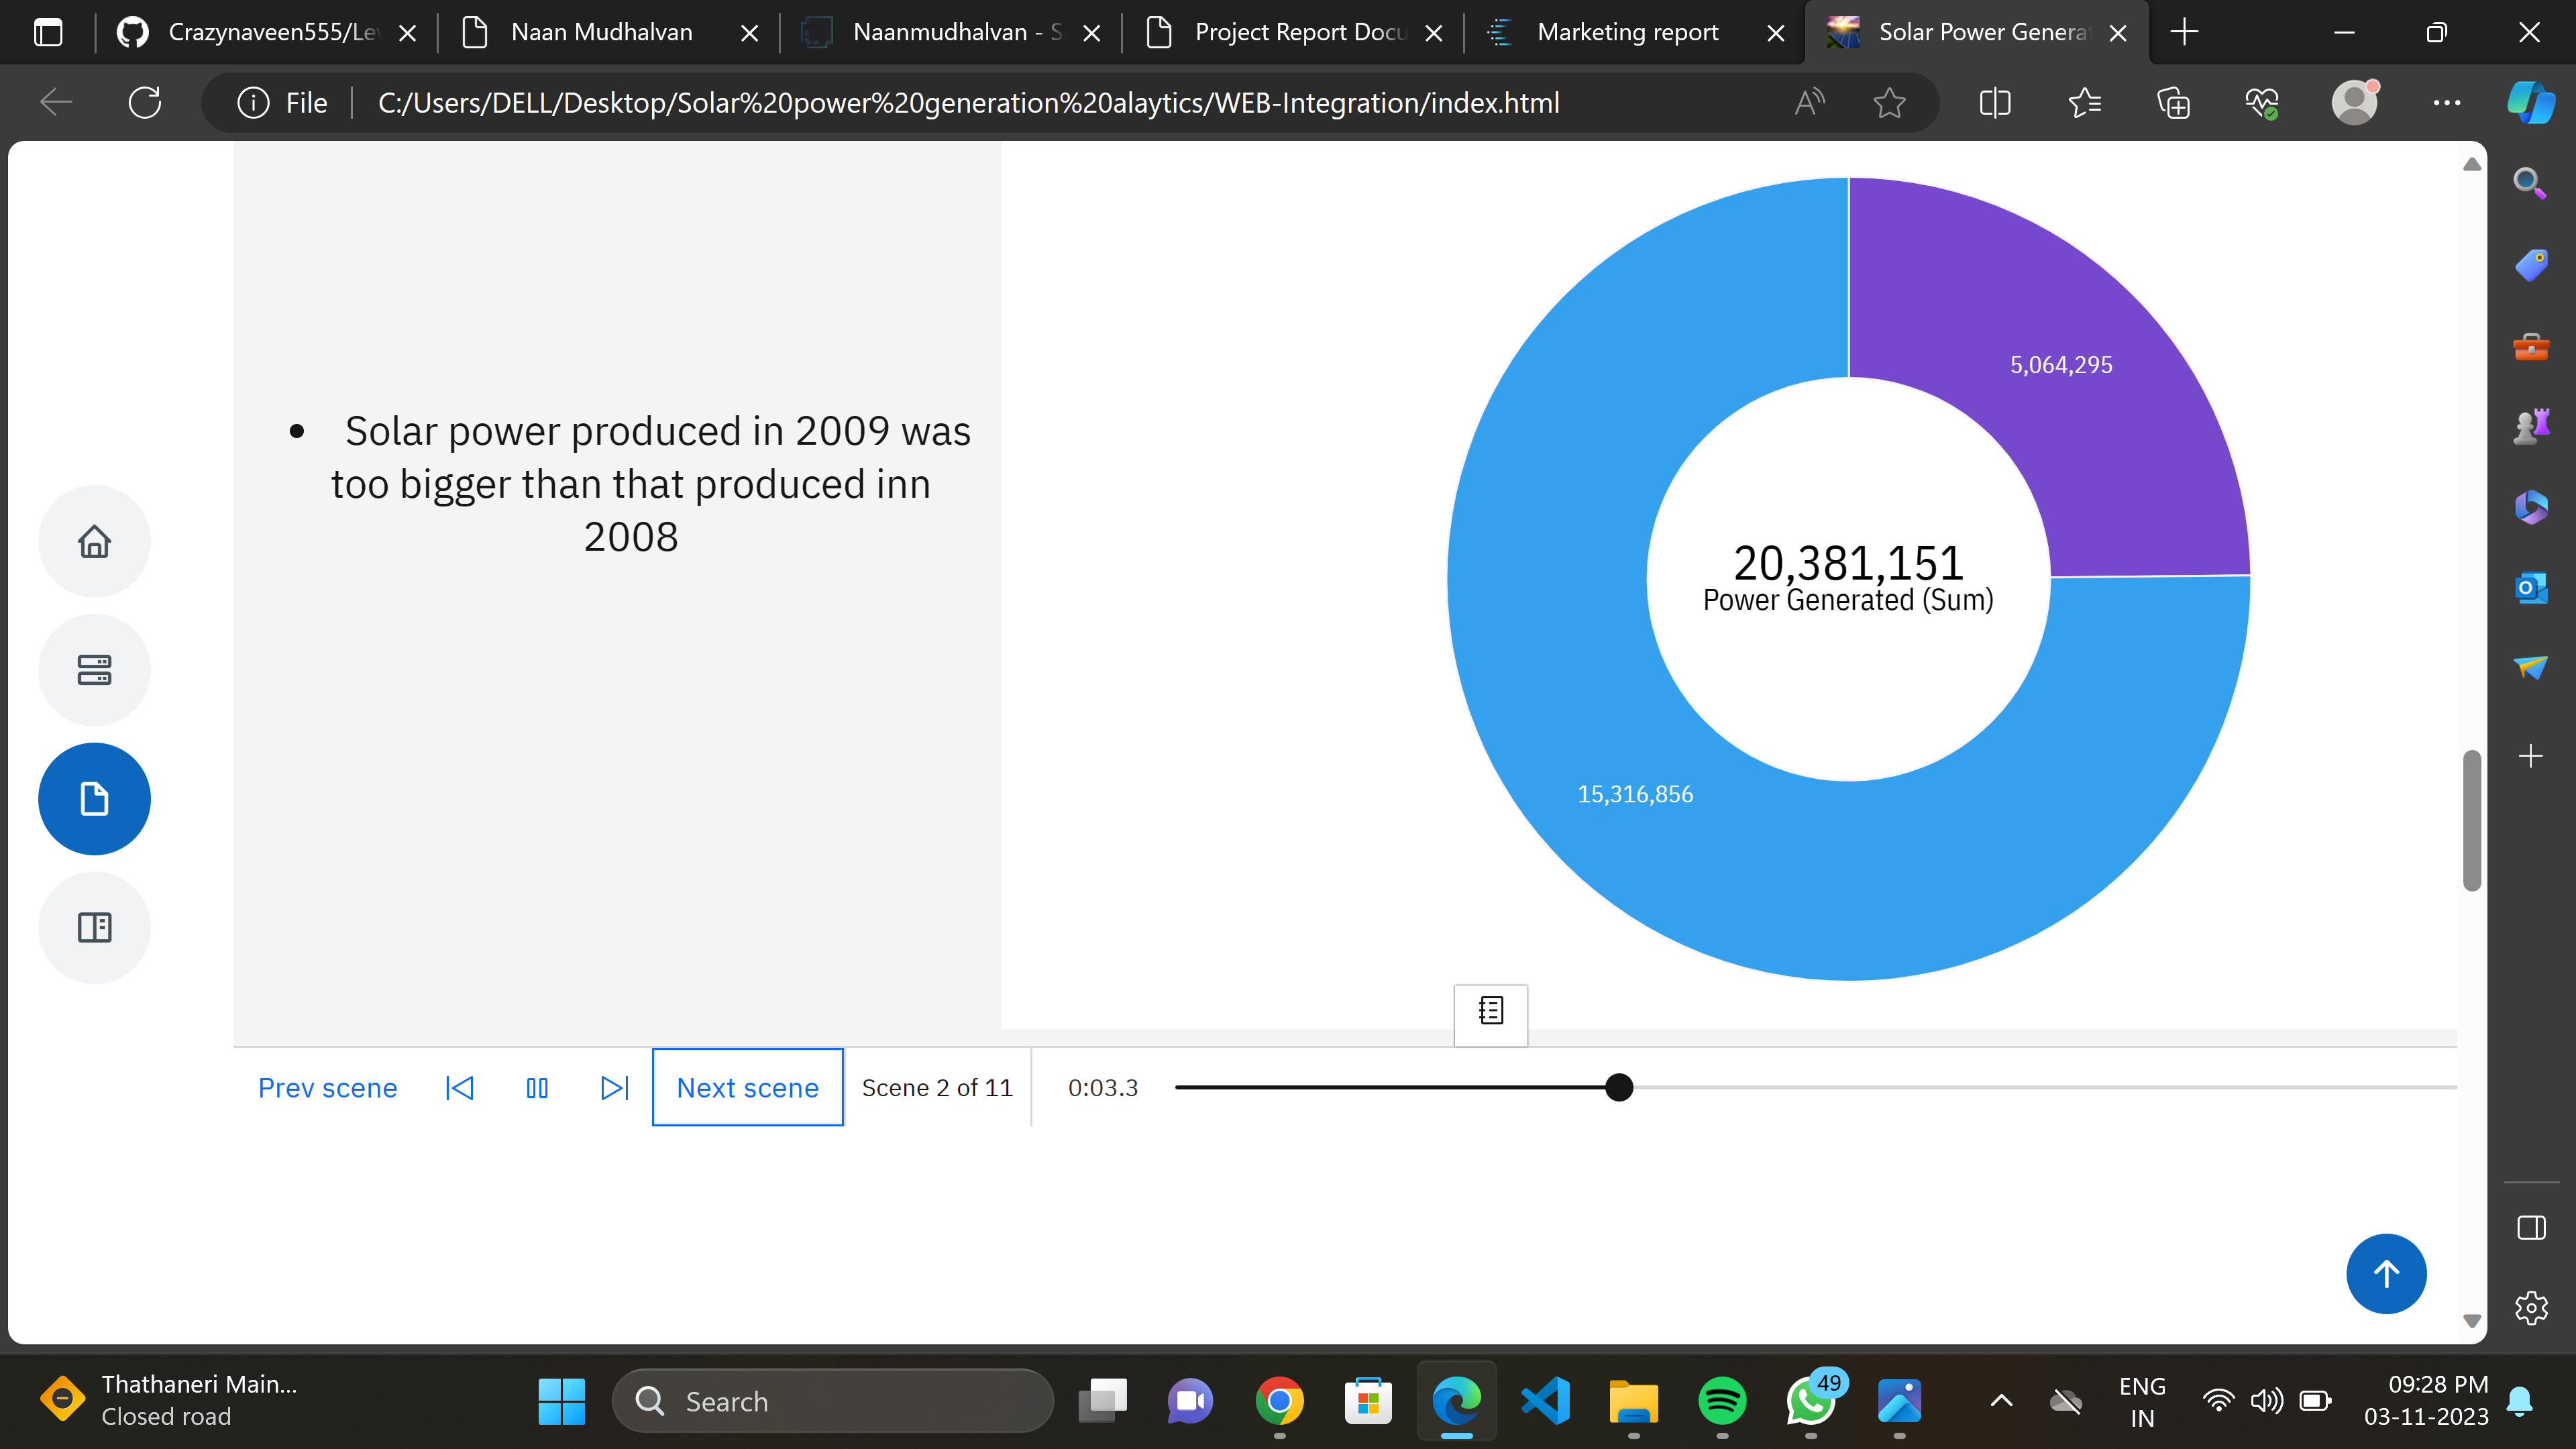 Crazynaveen555/Le
Naan Mudhalvan
Naanmudhalvan - S
Project Report Docu
Marketing report
Solar Power Genera
File
C:/Users/DELL/Desktop/Solar%20power%20generation%20alaytics/WEB-Integration/index.html
• Solar power produced in 2009 was
too bigger than that produced inn
2008
5,064,295
20,381,151
Power Generated (Sum)
15,316,856
Prev scene
Next scene
Scene 2 of 11
0:03.3
Thathaneri Main...
Closed road
Search
49
ENG
IN
09:28 PM
03-11-2023